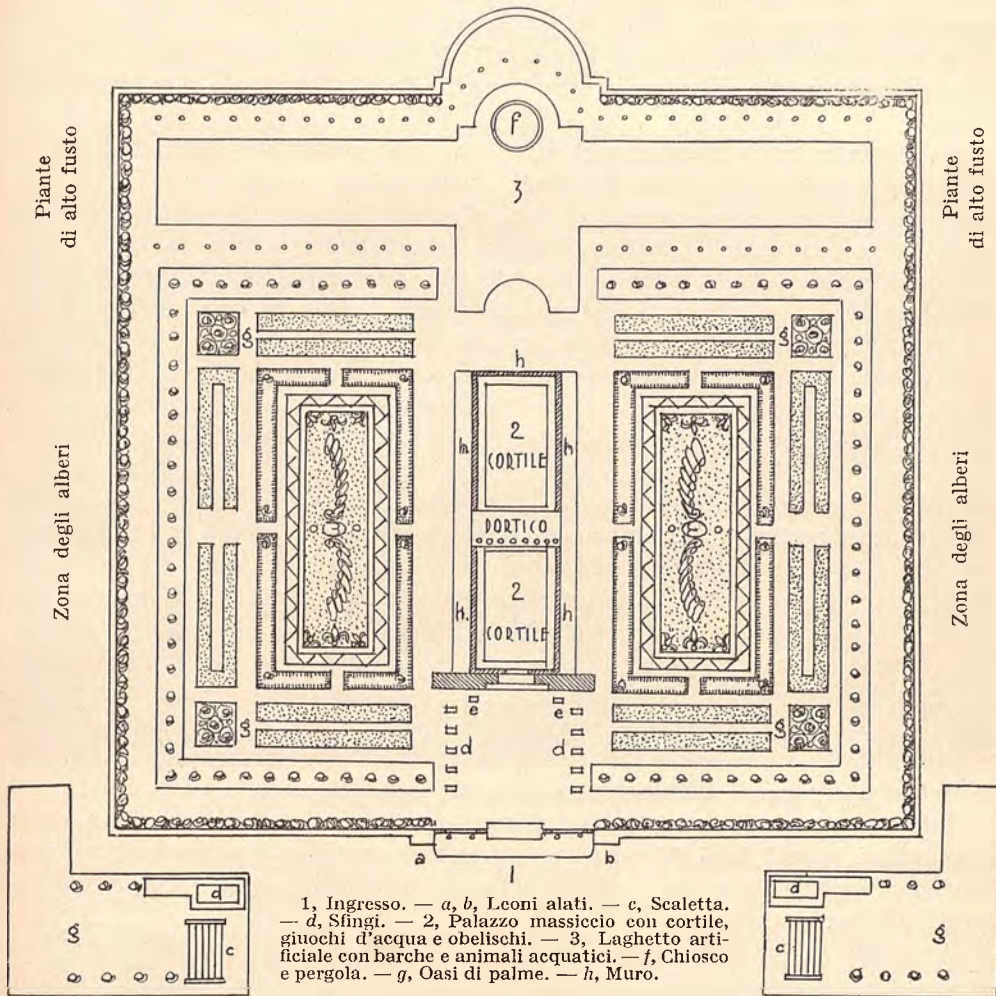 f
Piante
di alto fusto
Piante
di alto fusto
3
g
g
h
2
CORTILE
h
h
PORTICO
Zona degli alberi
Zona degli alberi
2
CORTILE
h.
h
e
e
g
d
d
g
a
b
1
d
d
g
c
c
g
1, Ingresso. — a, b, Leoni alati. — c, Scaletta.
— d, Sfingi. — 2, Palazzo massiccio con cortile,
giuochi d'acqua e obelischi. — 3, Laghetto arti-
ficiale con barche e animali acquatici. — f, Chiosco
e pergola. — g, Oasi di palme. — h, Muro.